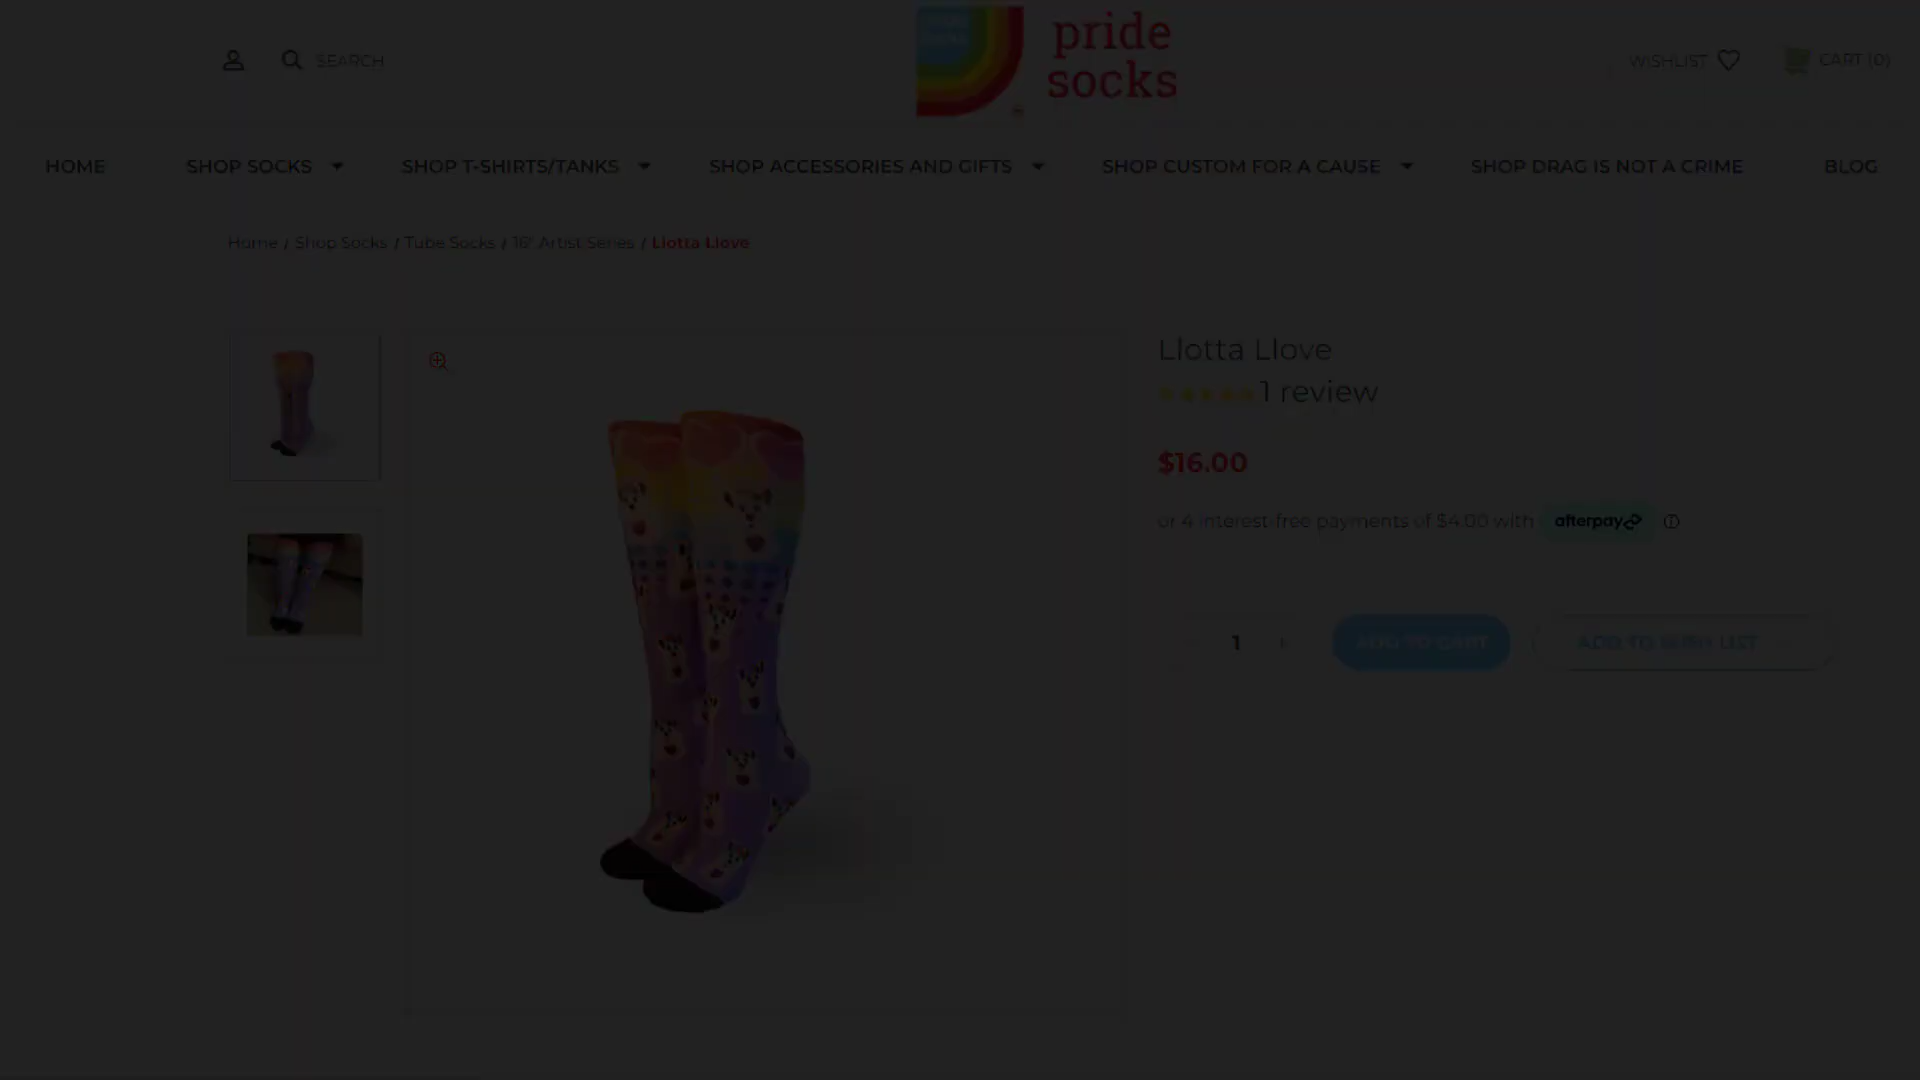 pride
socks
SEARCH
WISHLIST
CART (0)
HOME
SHOP SOCKS
SHOP T-SHIRTS/TANKS
SHOP ACCESSORIES AND GIFTS
SHOP CUSTOM FOR A CAUSE
SHOP DRAG IS NOT A CRIME
BLOG
Home / Shop Socks / Tube Socks / 16" Artist Series / Llotta Llove
Llotta Llove
1 review
$16.00
or 4 interest-free payments of $4.00 with afterpay
- 1 +
ADD TO CART
ADD TO WISH LIST